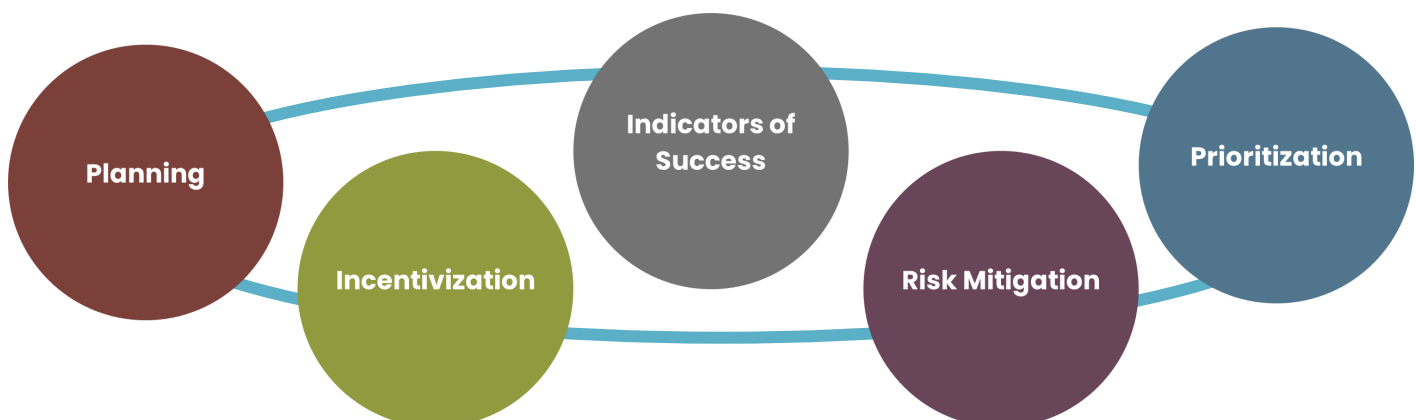 Planning
Incentivization
Indicators of
Success
Risk Mitigation
Prioritization